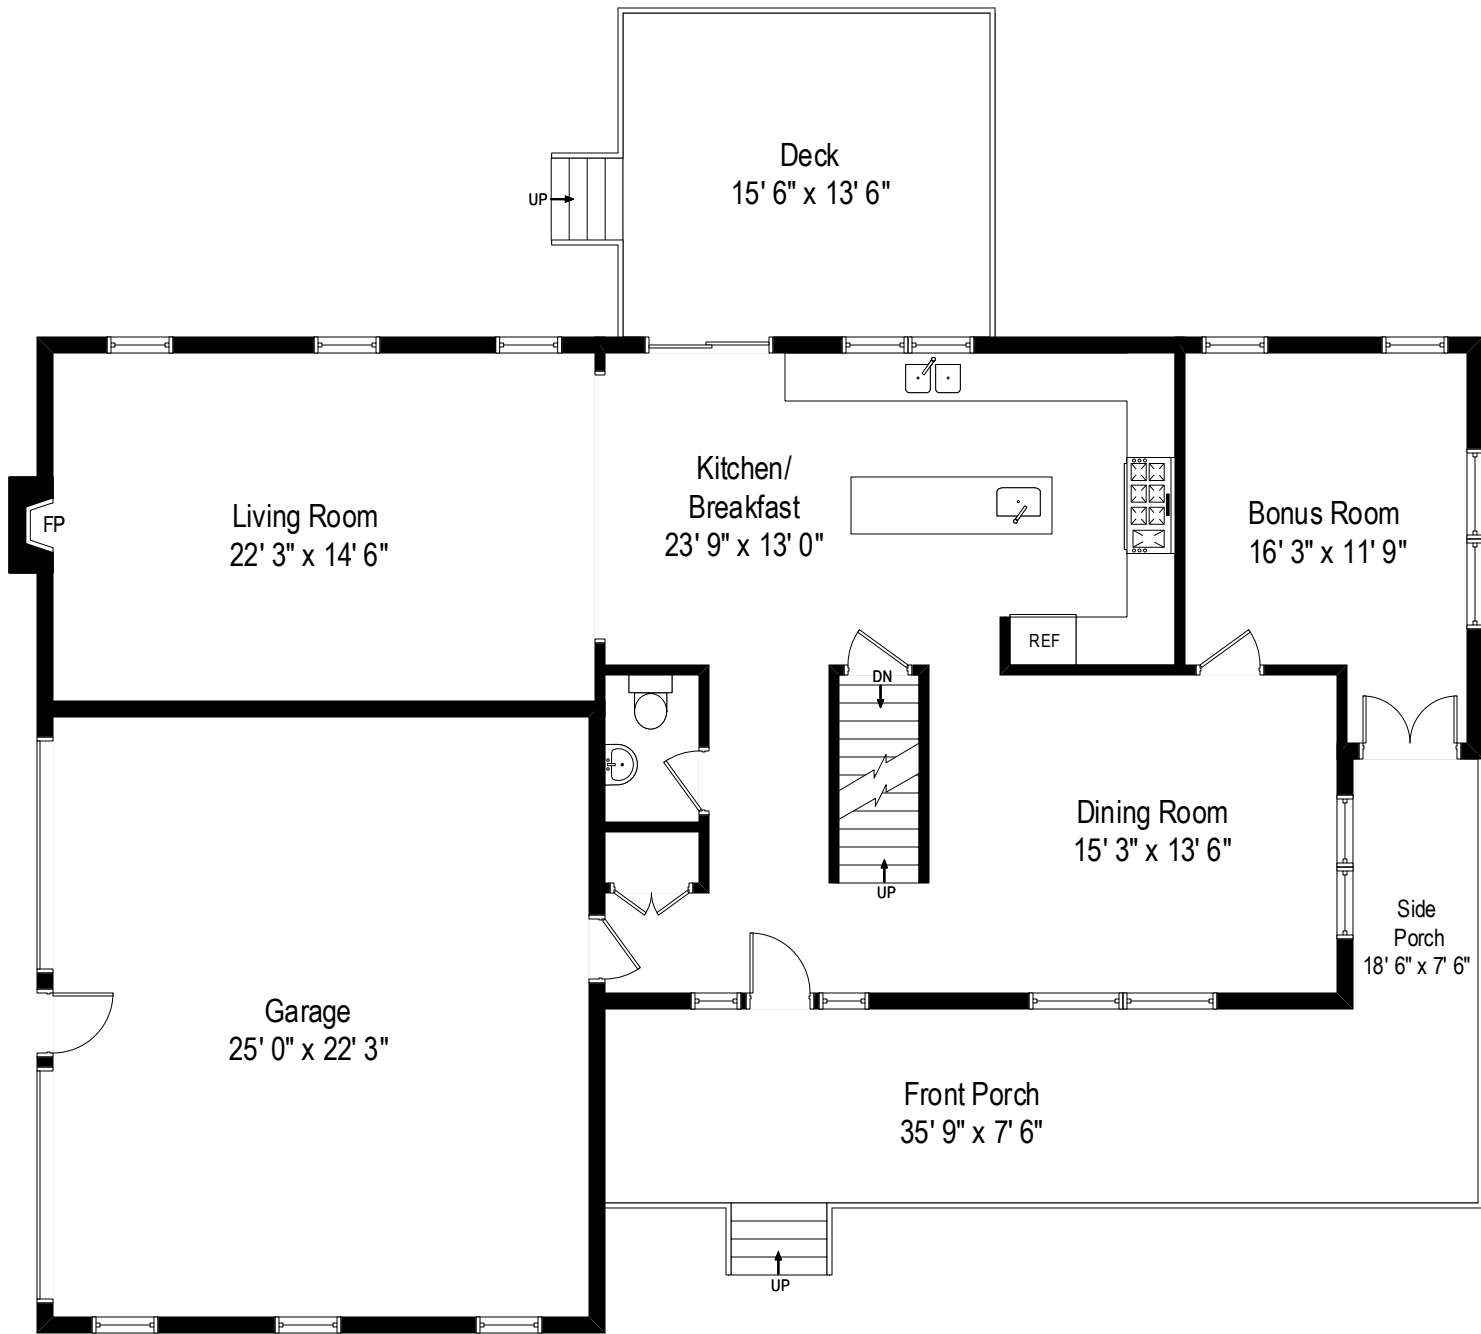 Deck
15' 6" x 13' 6"
UP
Kitchen/
Breakfast
23' 9" x 13' 0"
Living Room
22' 3" x 14' 6"
FP
Bonus Room
16' 3" x 11' 9"
REF
DN
UP
Dining Room
15' 3" x 13' 6"
Side
Porch
18' 6" x 7' 6"
Garage
25' 0" x 22' 3"
Front Porch
35' 9" x 7' 6"
UP